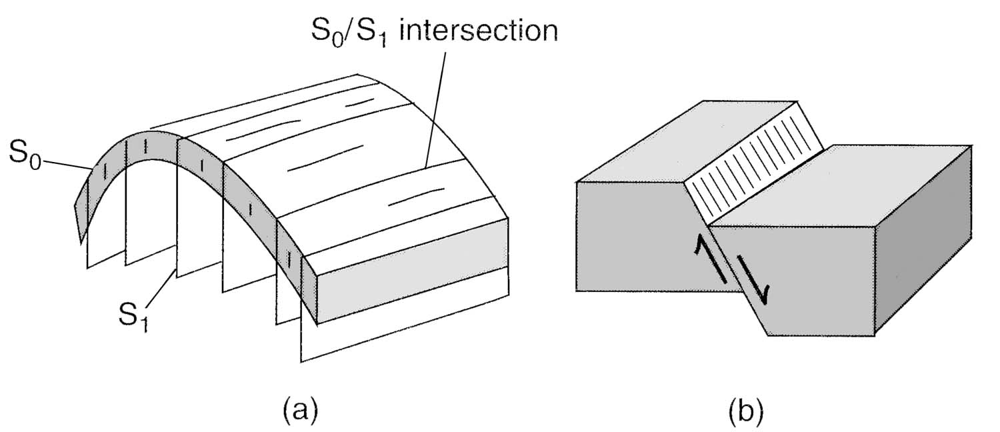 S₀/S₁ intersection
S₀
S₁
(a)
(b)